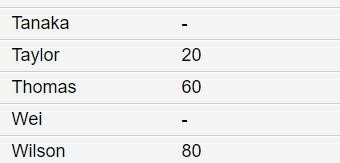 Tanaka -
Taylor 20
Thomas 60
Wei -
Wilson 80